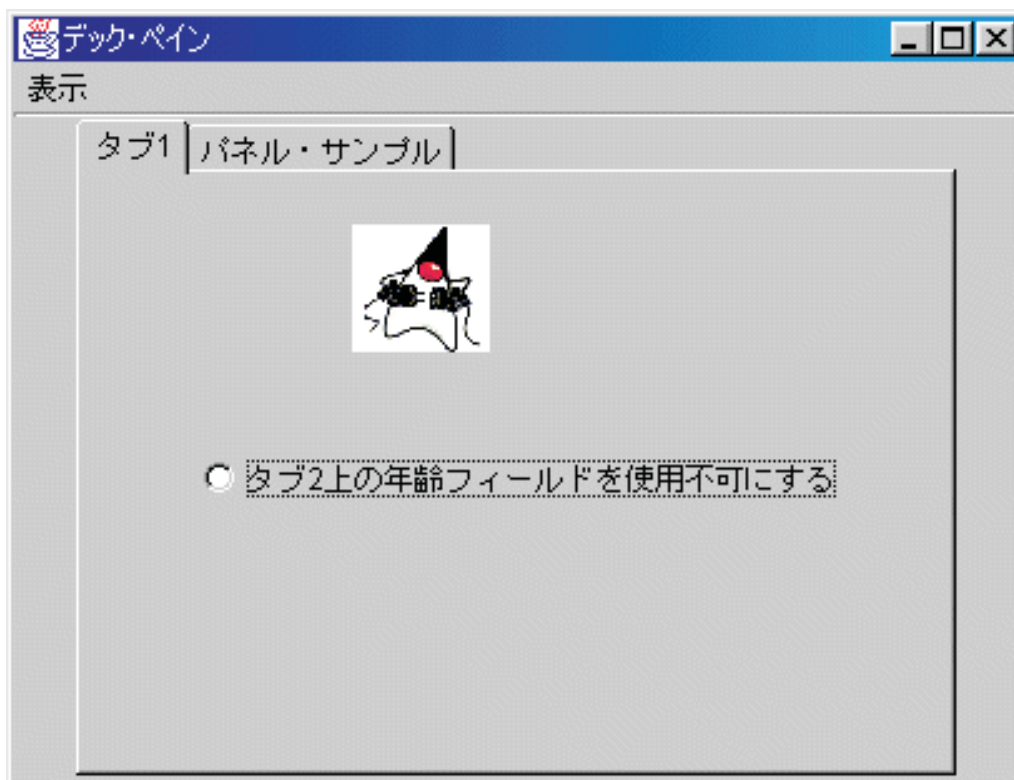 デック・ペイン
表示
タブ1
パネル・サンプル
タブ2上の年齢フィールドを使用不可にする